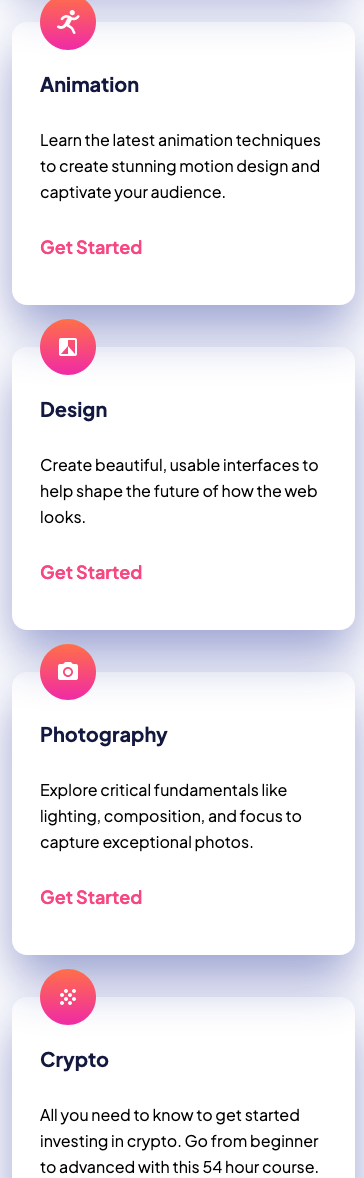 Animation
Learn the latest animation techniques
to create stunning motion design and
captivate your audience.
Get Started
Design
Create beautiful, usable interfaces to
help shape the future of how the web
looks.
Get Started
Photography
Explore critical fundamentals like
lighting, composition, and focus to
capture exceptional photos.
Get Started
Crypto
All you need to know to get started
investing in crypto. Go from beginner
to advanced with this 54 hour course.